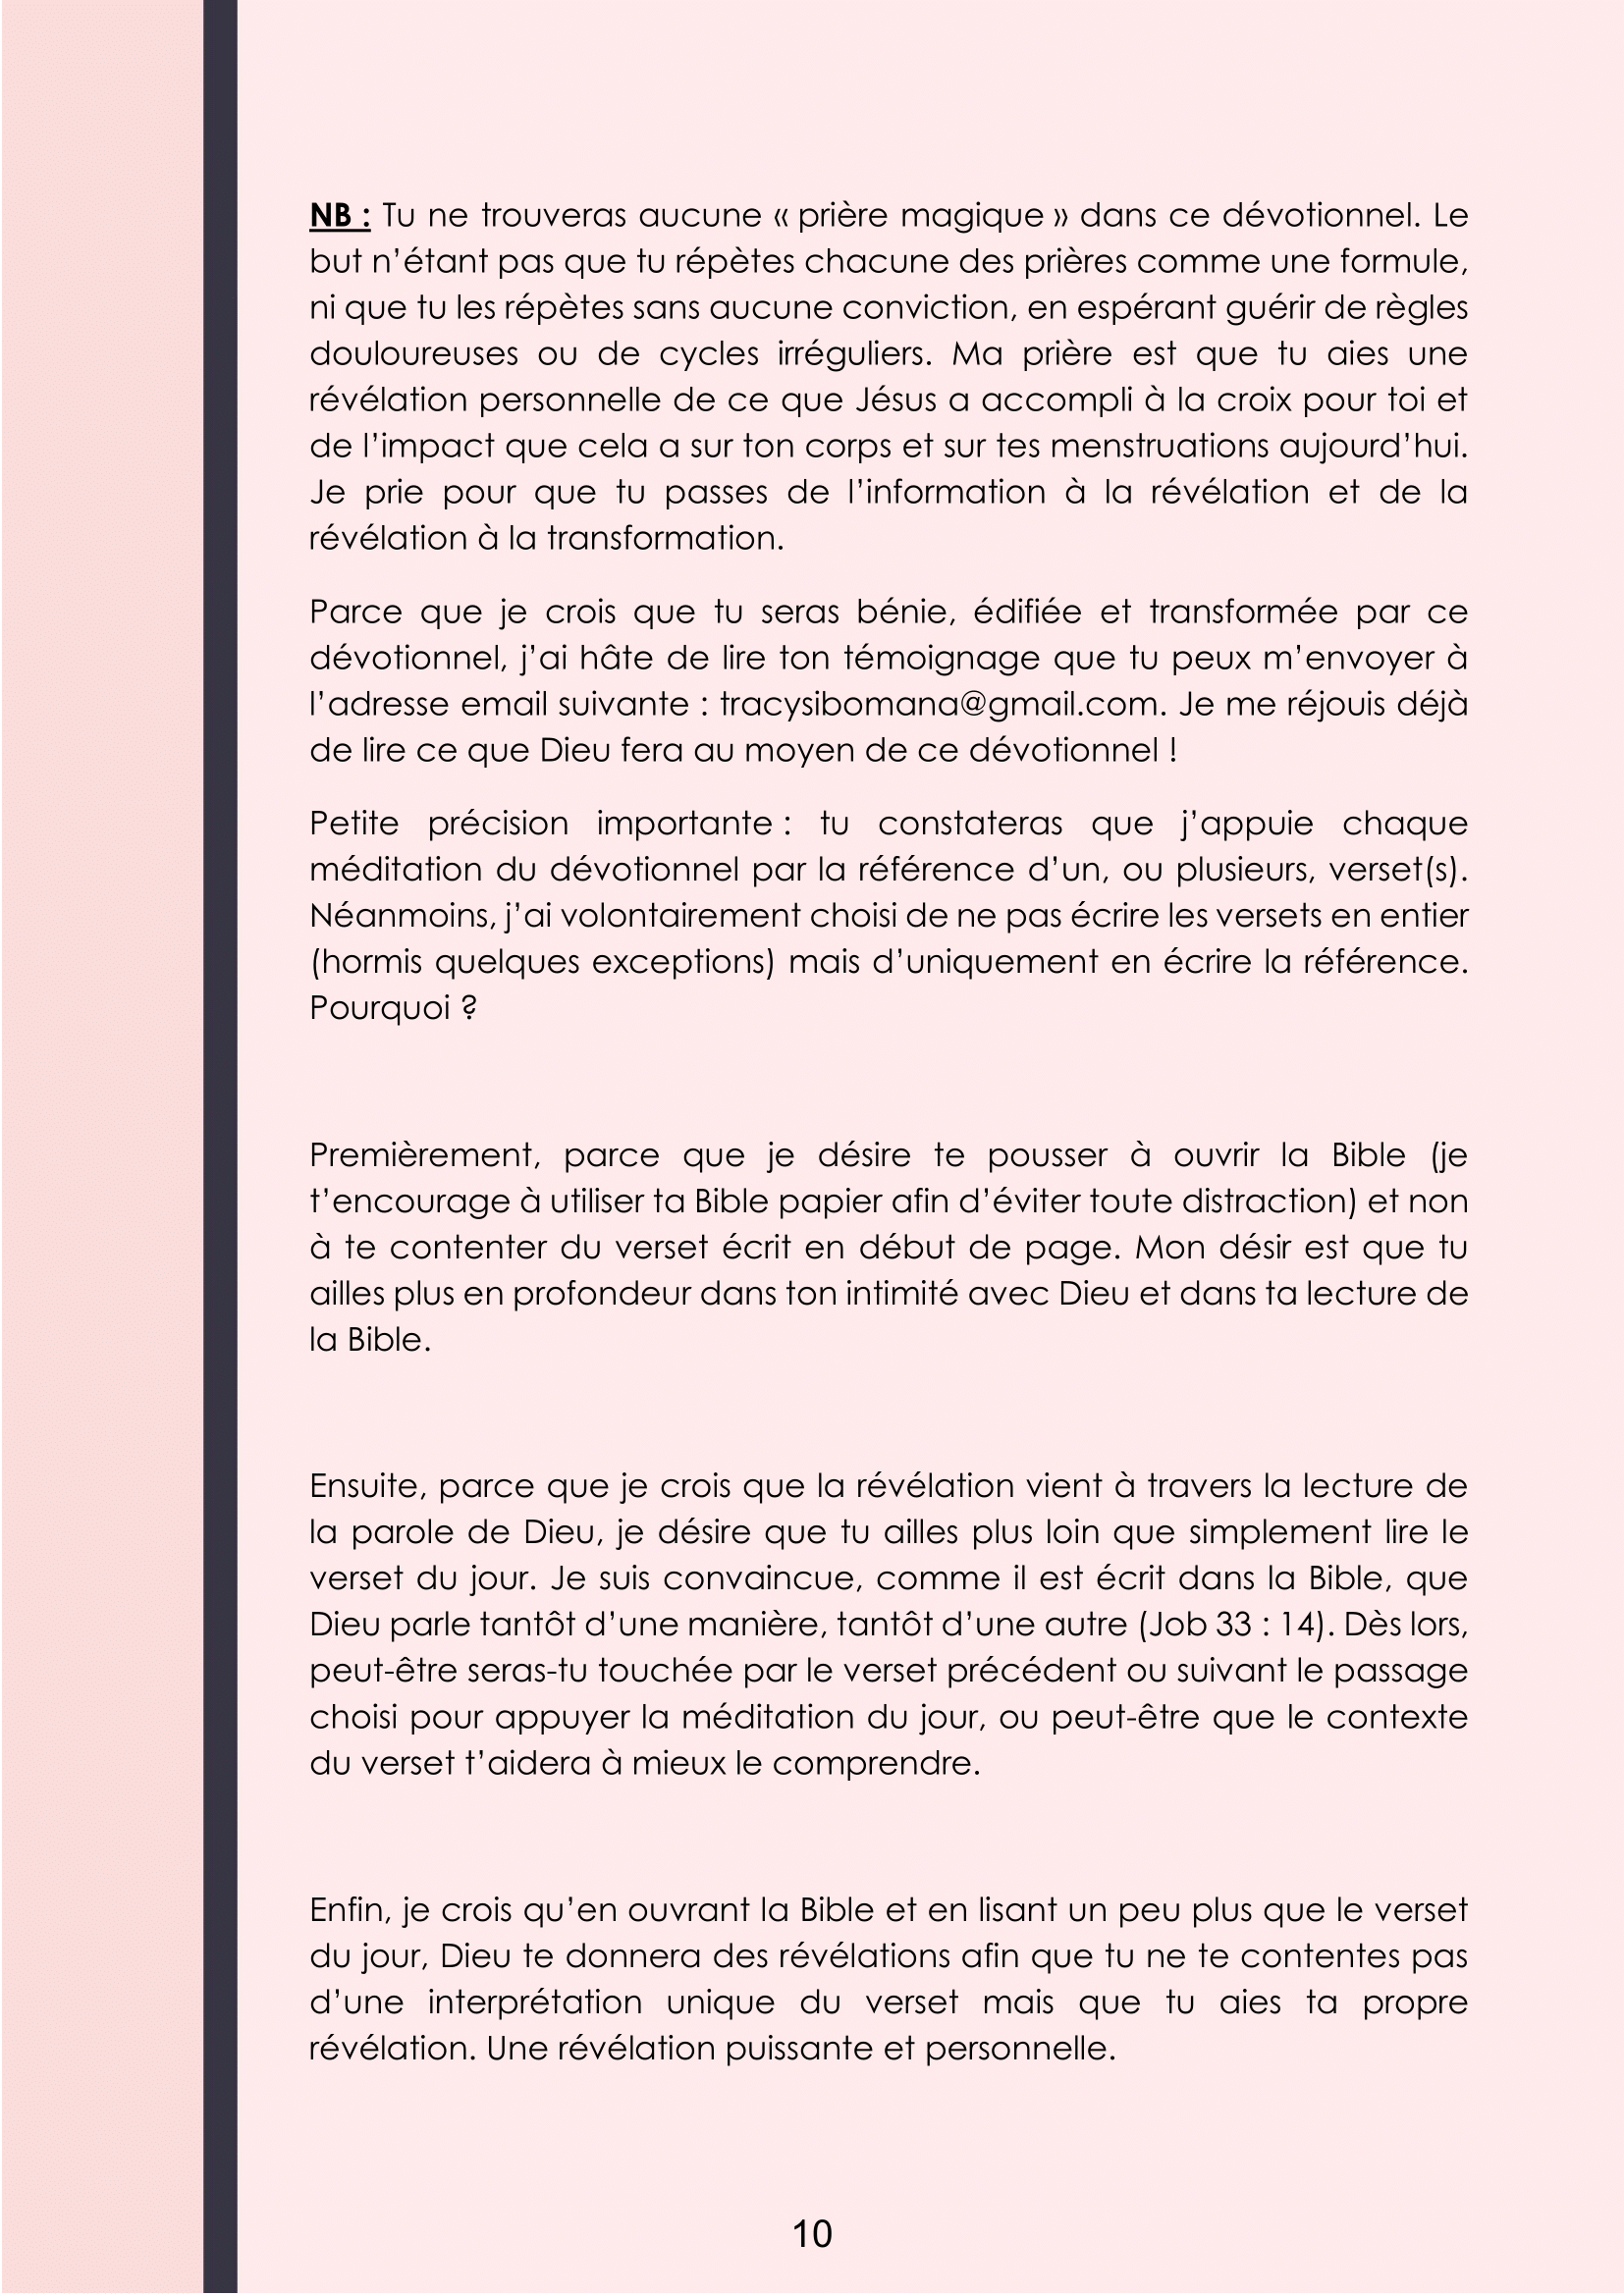 NB : Tu ne trouveras aucune « prière magique » dans ce dévotionnel. Le
but n’étant pas que tu répètes chacune des prières comme une formule,
ni que tu les répètes sans aucune conviction, en espérant guérir de règles
douloureuses ou de cycles irréguliers. Ma prière est que tu aies une
révélation personnelle de ce que Jésus a accompli à la croix pour toi et
de l’impact que cela a sur ton corps et sur tes menstruations aujourd’hui.
Je prie pour que tu passes de l’information à la révélation et de la
révélation à la transformation.
Parce que je crois que tu seras bénie, édifiée et transformée par ce
dévotionnel, j’ai hâte de lire ton témoignage que tu peux m’envoyer à
l’adresse email suivante : tracysibomana@gmail.com. Je me réjouis déjà
de lire ce que Dieu fera au moyen de ce dévotionnel !
Petite précision importante : tu constateras que j’appuie chaque
méditation du dévotionnel par la référence d’un, ou plusieurs, verset(s).
Néanmoins, j’ai volontairement choisi de ne pas écrire les versets en entier
(hormis quelques exceptions) mais d’uniquement en écrire la référence.
Pourquoi ?
Premièrement, parce que je désire te pousser à ouvrir la Bible (je
t’encourage à utiliser ta Bible papier afin d’éviter toute distraction) et non
à te contenter du verset écrit en début de page. Mon désir est que tu
ailles plus en profondeur dans ton intimité avec Dieu et dans ta lecture de
la Bible.
Ensuite, parce que je crois que la révélation vient à travers la lecture de
la parole de Dieu, je désire que tu ailles plus loin que simplement lire le
verset du jour. Je suis convaincue, comme il est écrit dans la Bible, que
Dieu parle tantôt d’une manière, tantôt d’une autre (Job 33 : 14). Dès lors,
peut-être seras-tu touchée par le verset précédent ou suivant le passage
choisi pour appuyer la méditation du jour, ou peut-être que le contexte
du verset t’aidera à mieux le comprendre.
Enfin, je crois qu’en ouvrant la Bible et en lisant un peu plus que le verset
du jour, Dieu te donnera des révélations afin que tu ne te contentes pas
d’une interprétation unique du verset mais que tu aies ta propre
révélation. Une révélation puissante et personnelle.
10